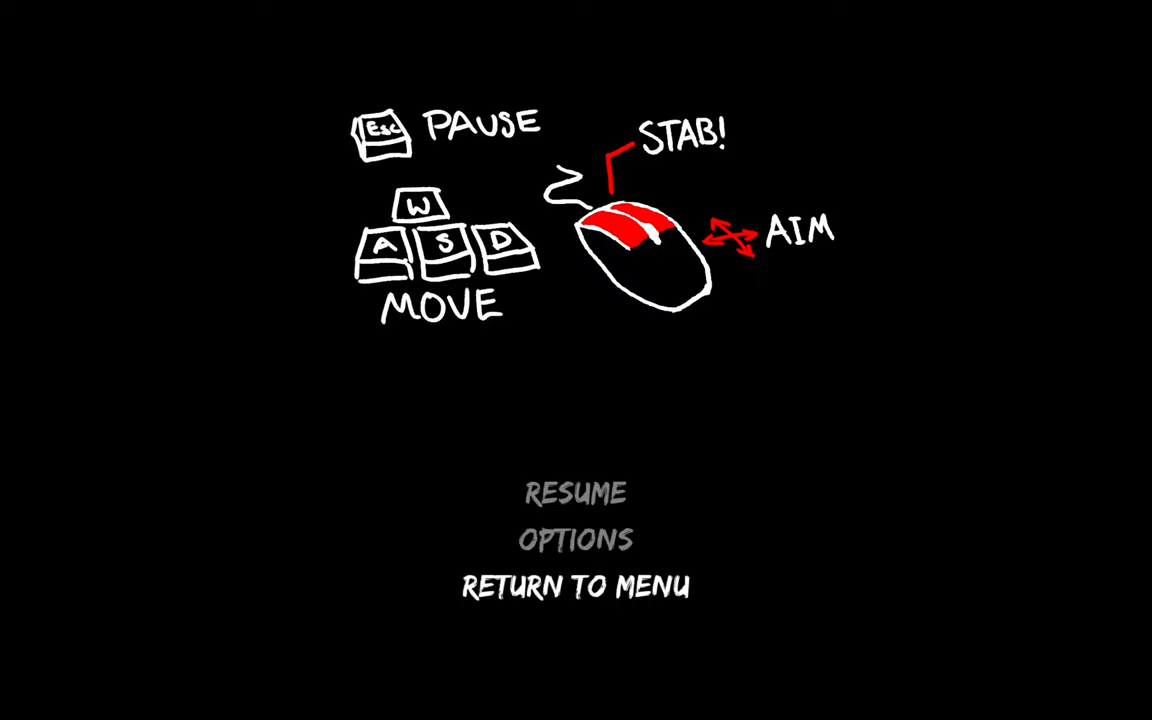 Esc PAUSE
STAB!
W
A S D
AIM
MOVE
RESUME
OPTIONS
RETURN TO MENU